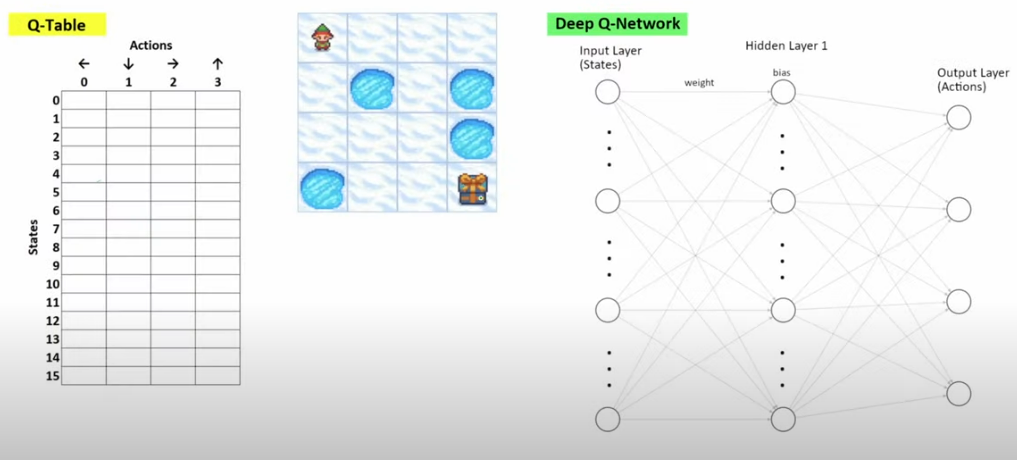 Q-Table
Actions
← ↓ → ↑
0 1 2 3
States
0
1
2
3
4
5
6
7
8
9
10
11
12
13
14
15
Deep Q-Network
Input Layer
(States)
weight
Hidden Layer 1
bias
Output Layer
(Actions)